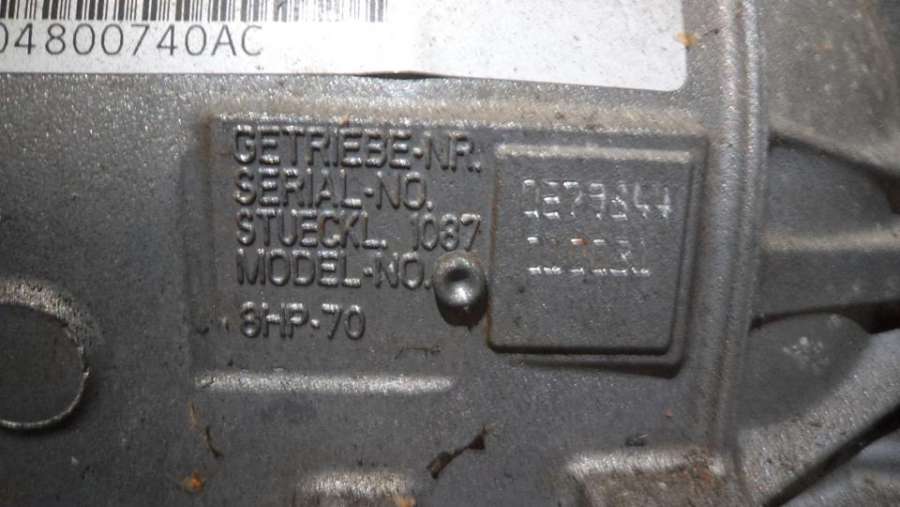 04800740AC
GETRIEBE-NR.
SERIAL-NO.
STUECKL. 1087
MODEL-NO.
8HP-70